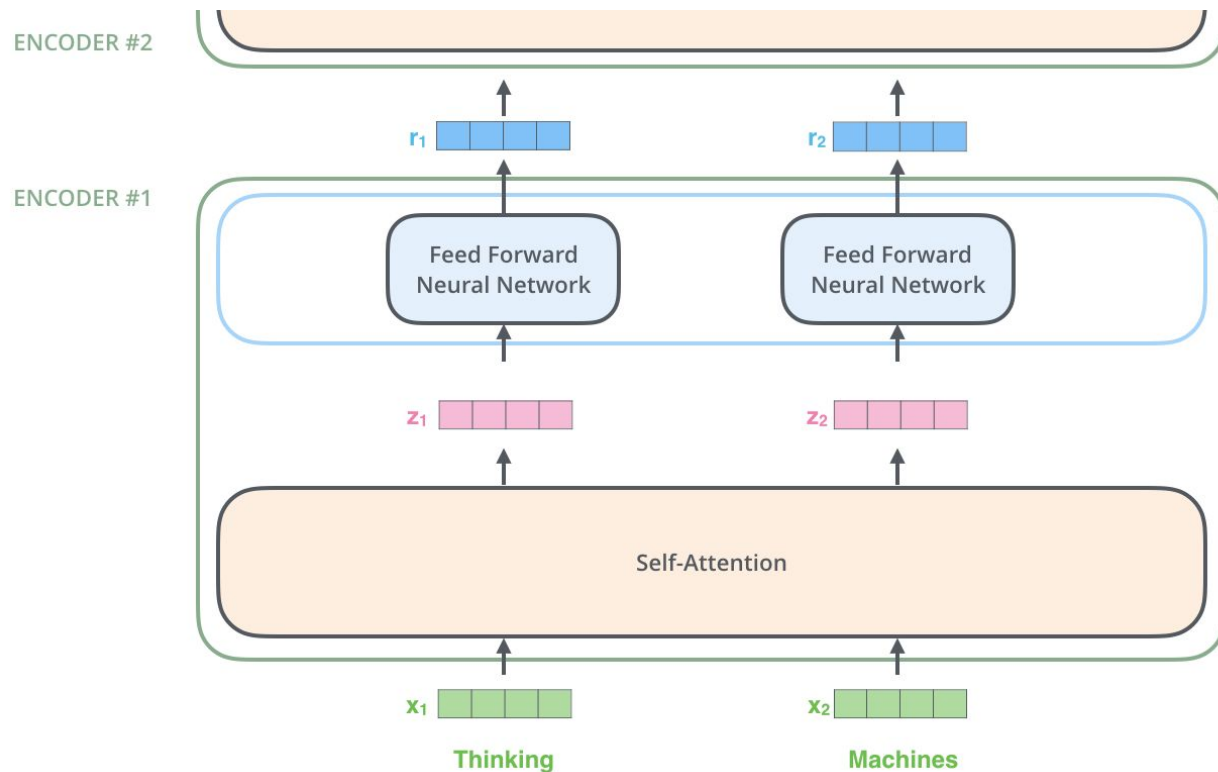 ENCODER #2
r₁
r₂
ENCODER #1
Feed Forward
Neural Network
Feed Forward
Neural Network
z₁
z₂
Self-Attention
x₁
x₂
Thinking
Machines